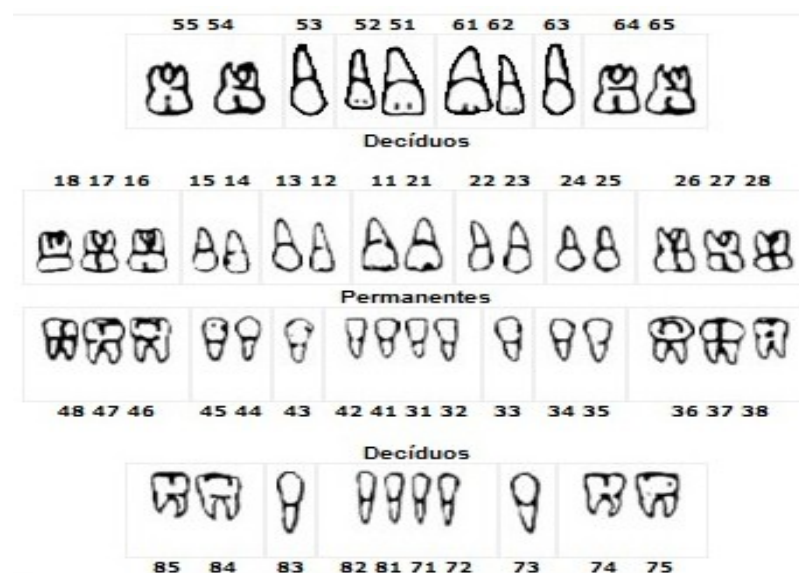 55 54 53 52 51 61 62 63 64 65
Decíduos
18 17 16 15 14 13 12 11 21 22 23 24 25 26 27 28
Permanentes
48 47 46 45 44 43 42 41 31 32 33 34 35 36 37 38
Decíduos
85 84 83 82 81 71 72 73 74 75